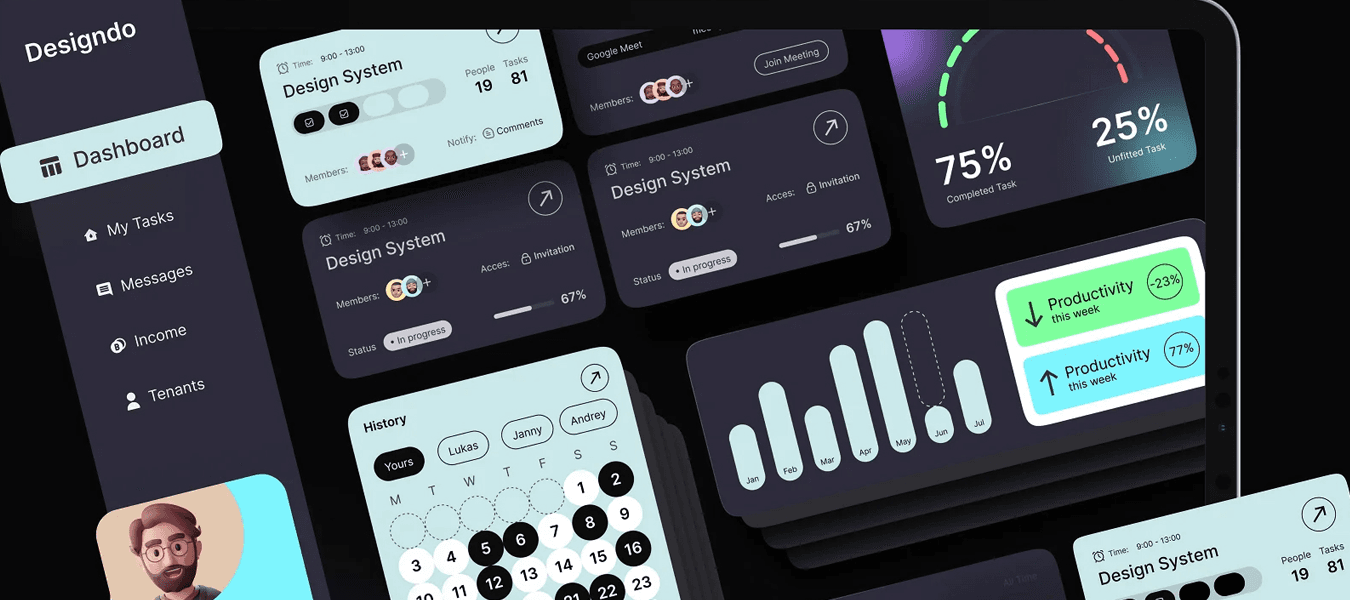 Designdo
Dashboard
My Tasks
Messages
Income
Tenants
Time: 9:00 - 13:00
Design System
People Tasks
19 81
Members: +
Notify: Comments
Google Meet
Join Meeting
Members: +
Time: 9:00 - 13:00
Design System
Members: +
Acces: Invitation
Status • In progress
67%
Time: 9:00 - 13:00
Design System
Members: +
Acces: Invitation
Status • In progress
67%
75%
Completed Task
25%
Unfitted Task
Productivity
this week
-23%
Productivity
this week
77%
Jan Feb Mar Apr May Jun Jul
History
Yours Lukas Janny Andrey
M T W T F S S
1 2
3 4 5 6 7 8 9
10 11 12 13 14 15 16
21 22 23
All Time
Time: 9:00 - 13:00
Design System
People Tasks
19 81